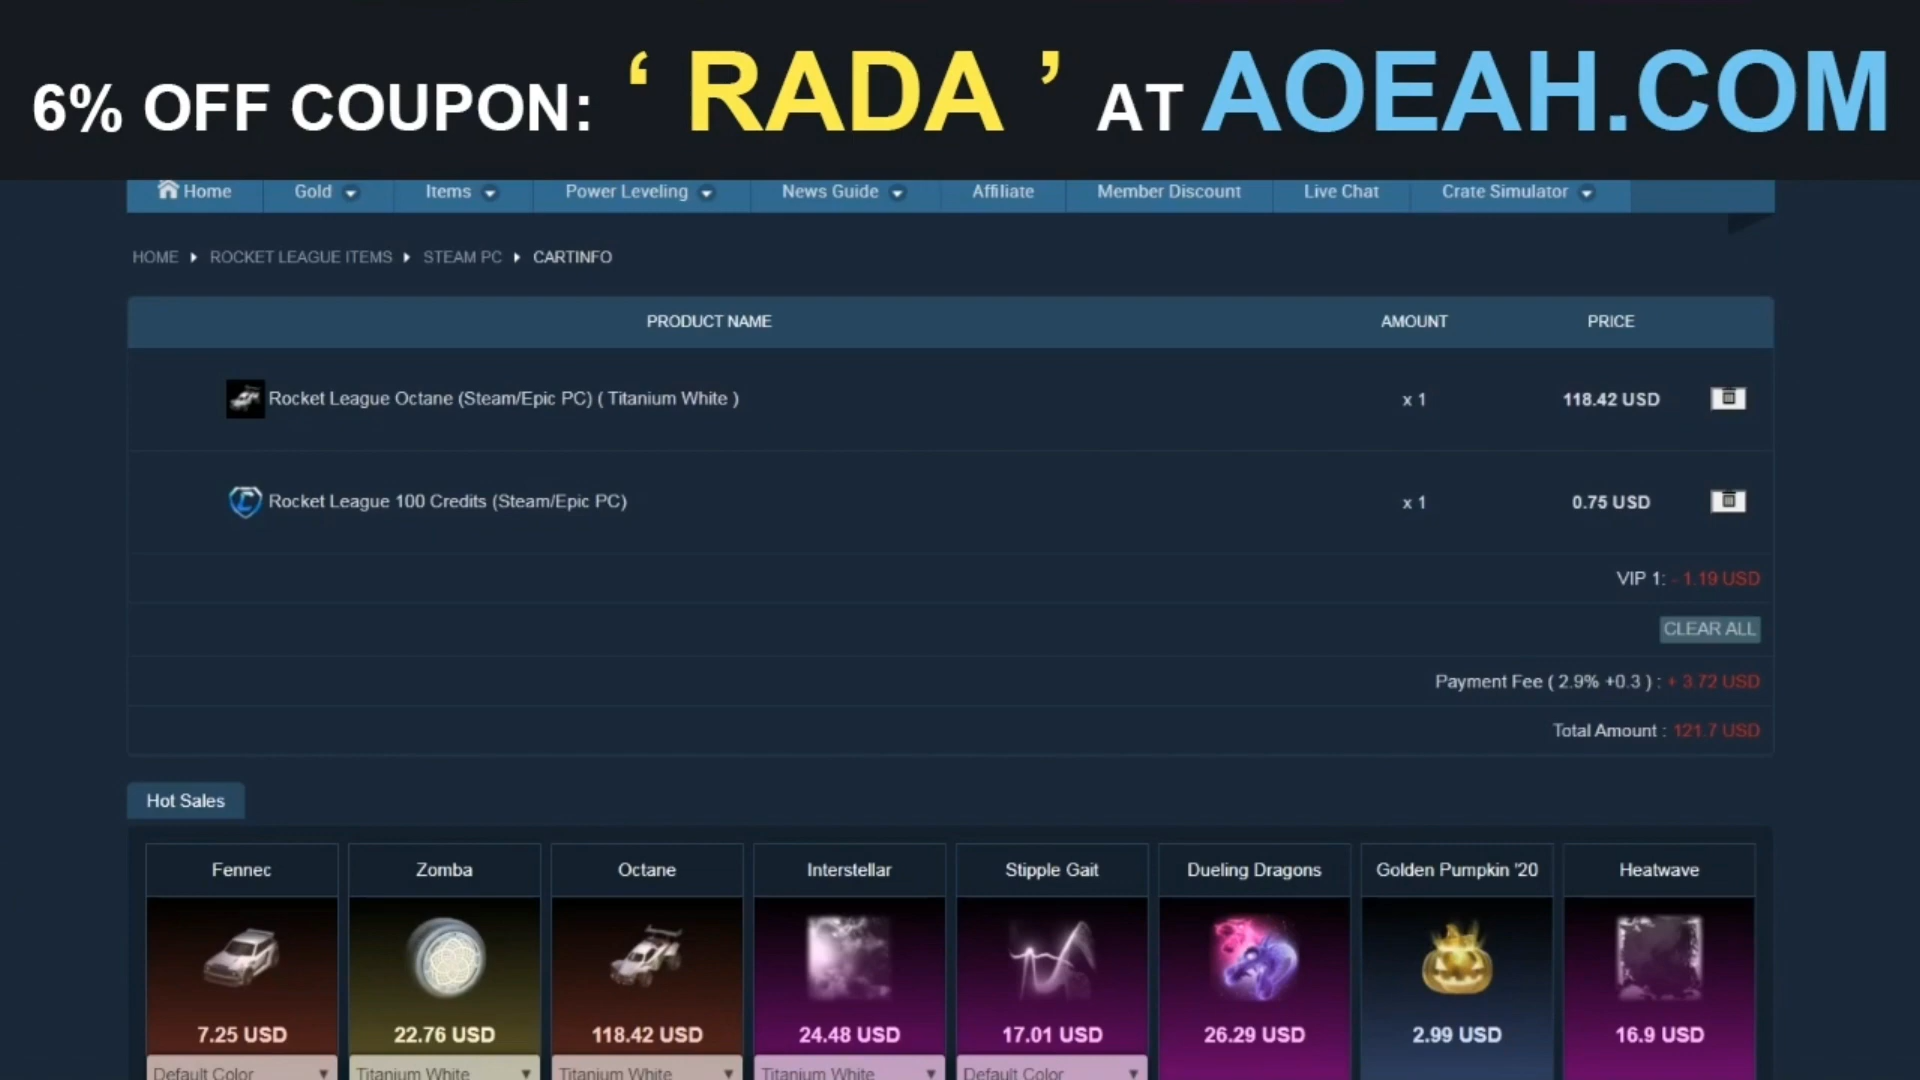 6% OFF COUPON: ‘ RADA ’ AT AOEAH.COM
Home Gold Items Power Leveling News Guide Affiliate Member Discount Live Chat Crate Simulator
HOME ROCKET LEAGUE ITEMS STEAM PC CARTINFO
PRODUCT NAME AMOUNT PRICE
Rocket League Octane (Steam/Epic PC) ( Titanium White ) x 1 118.42 USD
Rocket League 100 Credits (Steam/Epic PC) x 1 0.75 USD
VIP 1: - 1.19 USD
CLEAR ALL
Payment Fee ( 2.9% +0.3 ) : + 3.72 USD
Total Amount : 121.7 USD
Hot Sales
Fennec Zomba Octane Interstellar Stipple Gait Dueling Dragons Golden Pumpkin '20 Heatwave
7.25 USD 22.76 USD 118.42 USD 24.48 USD 17.01 USD 26.29 USD 2.99 USD 16.9 USD
Default Color Titanium White Titanium White Titanium White Default Color